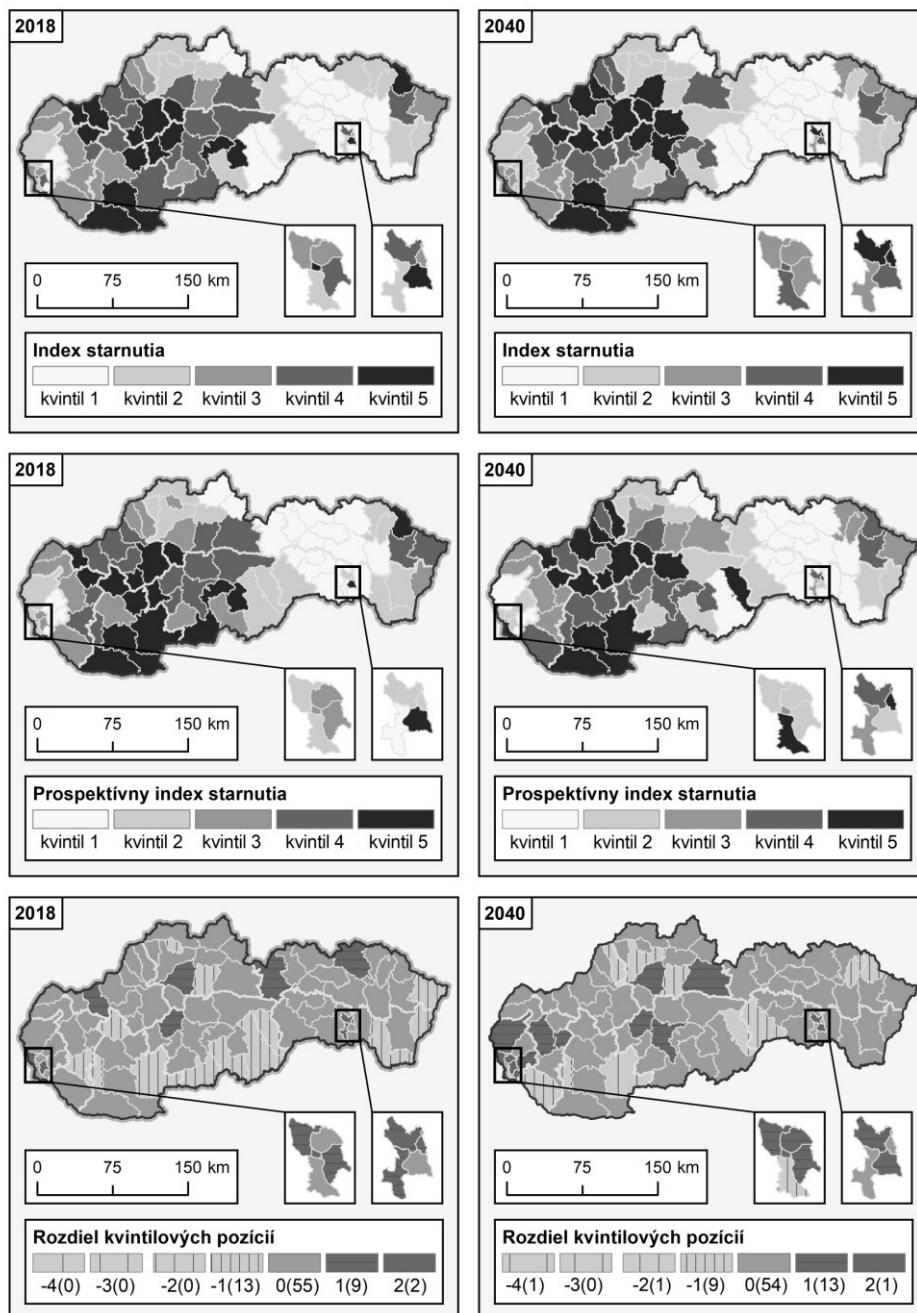 2018
0 75 150 km
Index starnutia
kvintil 1 kvintil 2 kvintil 3 kvintil 4 kvintil 5
2040
0 75 150 km
Index starnutia
kvintil 1 kvintil 2 kvintil 3 kvintil 4 kvintil 5
2018
0 75 150 km
Prospektívny index starnutia
kvintil 1 kvintil 2 kvintil 3 kvintil 4 kvintil 5
2040
0 75 150 km
Prospektívny index starnutia
kvintil 1 kvintil 2 kvintil 3 kvintil 4 kvintil 5
2018
0 75 150 km
Rozdiel kvintilových pozícií
-4(0) -3(0) -2(0) -1(13) 0(55) 1(9) 2(2)
2040
0 75 150 km
Rozdiel kvintilových pozícií
-4(1) -3(0) -2(1) -1(9) 0(54) 1(13) 2(1)